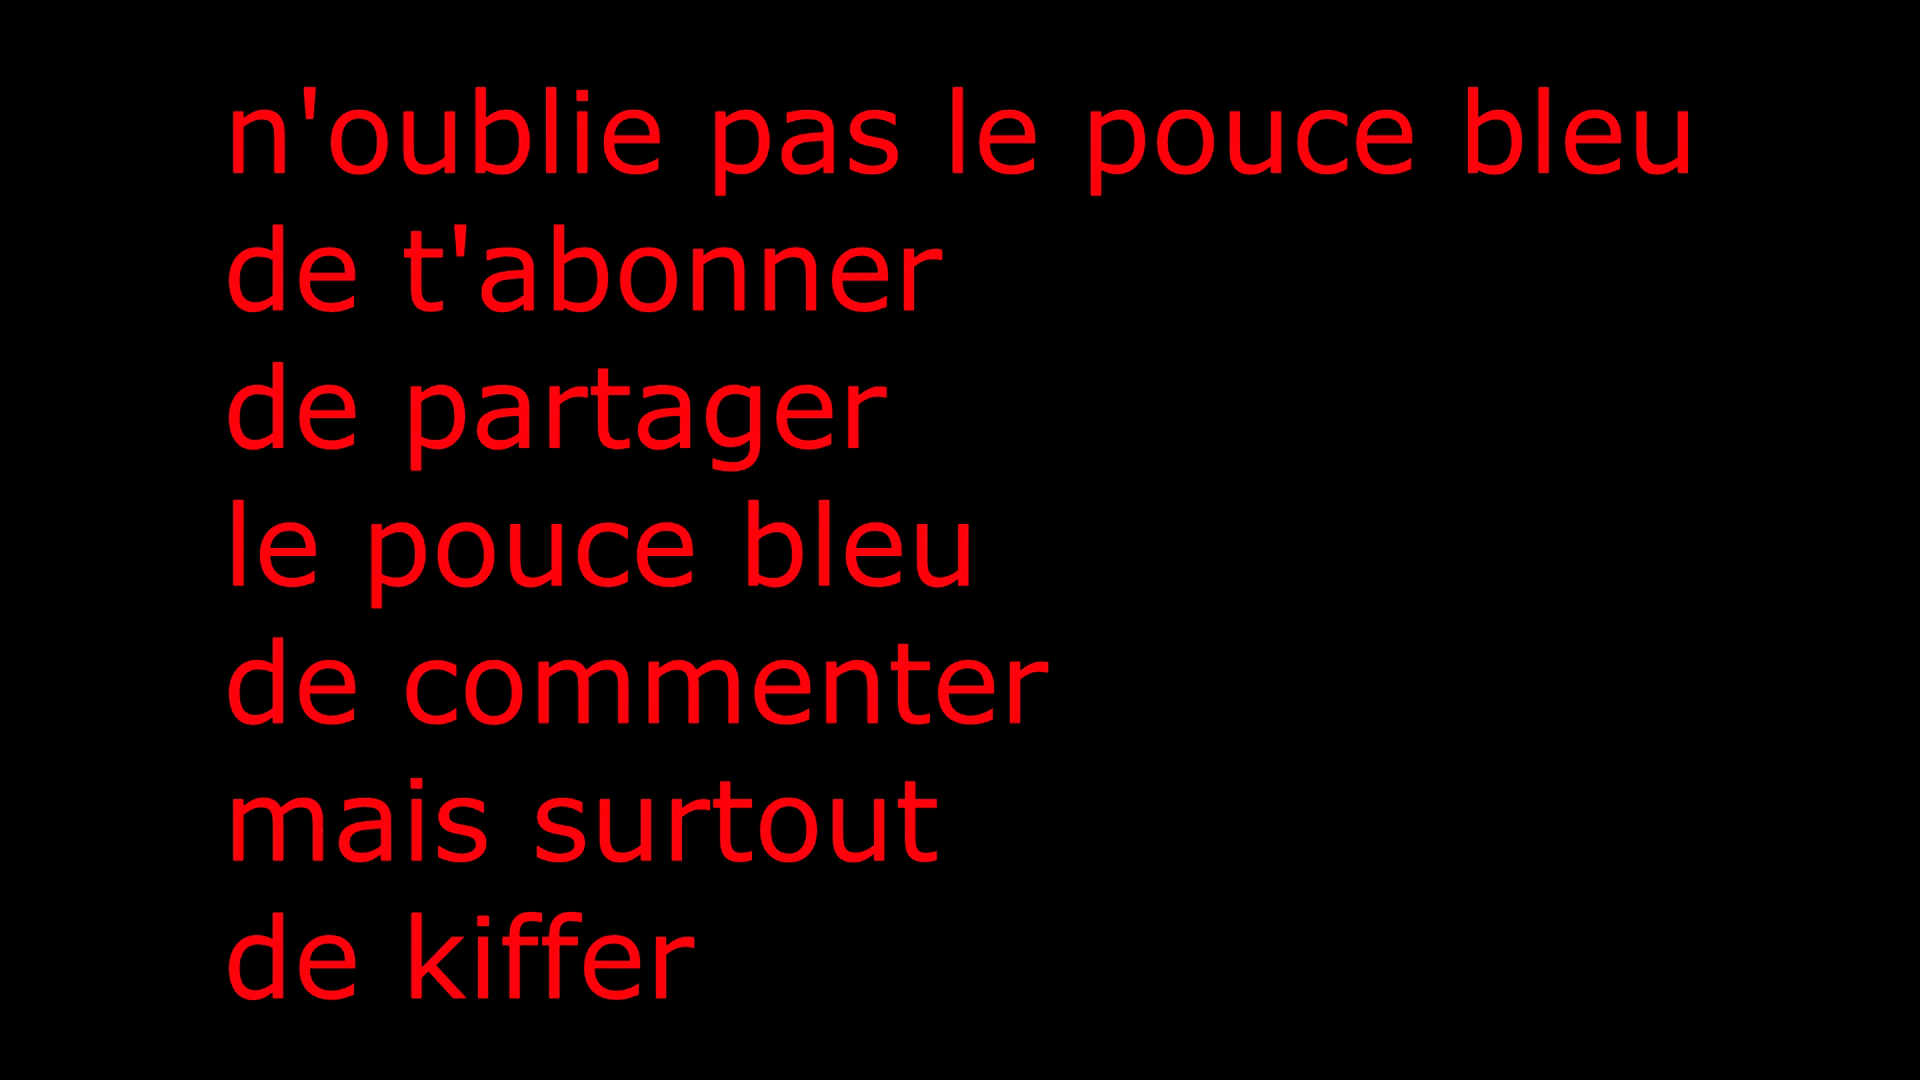 n'oublie pas le pouce bleu
de t'abonner
de partager
le pouce bleu
de commenter
mais surtout
de kiffer